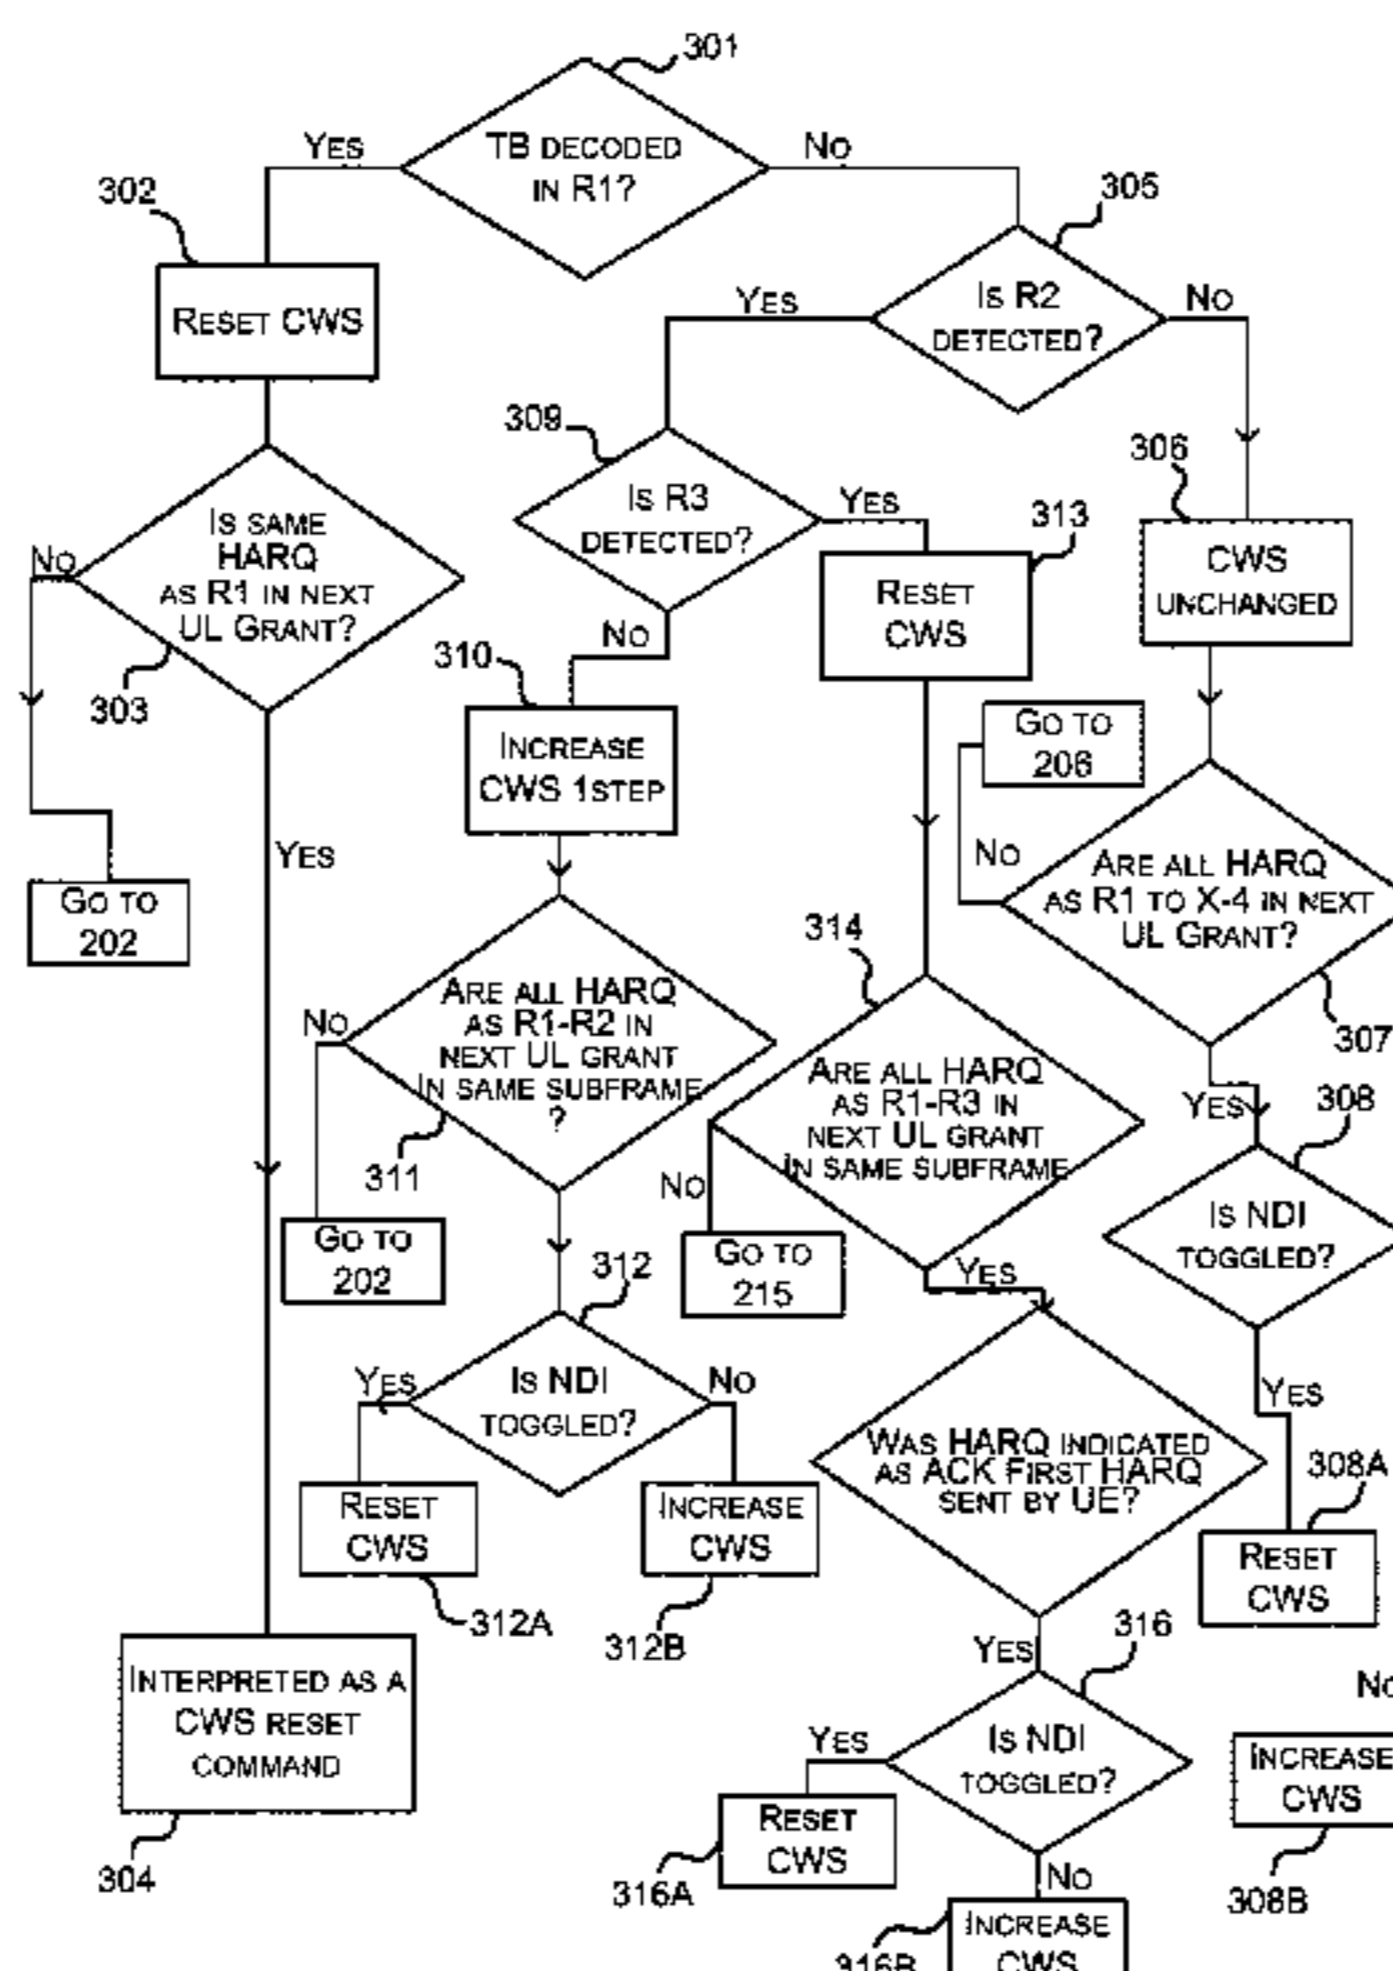 301
TB DECODED
IN R1?
YES
NO
302
RESET CWS
305
IS R2
DETECTED?
YES
NO
309
IS R3
DETECTED?
YES
NO
306
CWS
UNCHANGED
313
RESET
CWS
IS SAME
HARQ
AS R1 IN NEXT
UL GRANT?
NO
303
YES
GO TO
202
310
INCREASE
CWS 1STEP
GO TO
206
NO
ARE ALL HARQ
AS R1 TO X-4 IN NEXT
UL GRANT?
307
YES
314
ARE ALL HARQ
AS R1-R2 IN
NEXT UL GRANT
IN SAME SUBFRAME
?
NO
311
GO TO
202
ARE ALL HARQ
AS R1-R3 IN
NEXT UL GRANT
IN SAME SUBFRAME
NO
GO TO
215
YES
308
IS NDI
TOGGLED?
YES
308A
RESET
CWS
312
IS NDI
TOGGLED?
YES
NO
RESET
CWS
312A
INCREASE
CWS
312B
WAS HARQ INDICATED
AS ACK FIRST HARQ
SENT BY UE?
YES
316
IS NDI
TOGGLED?
YES
RESET
CWS
316A
NO
INCREASE
CWS
316B
INTERPRETED AS A
CWS RESET
COMMAND
304
NO
INCREASE
CWS
308B